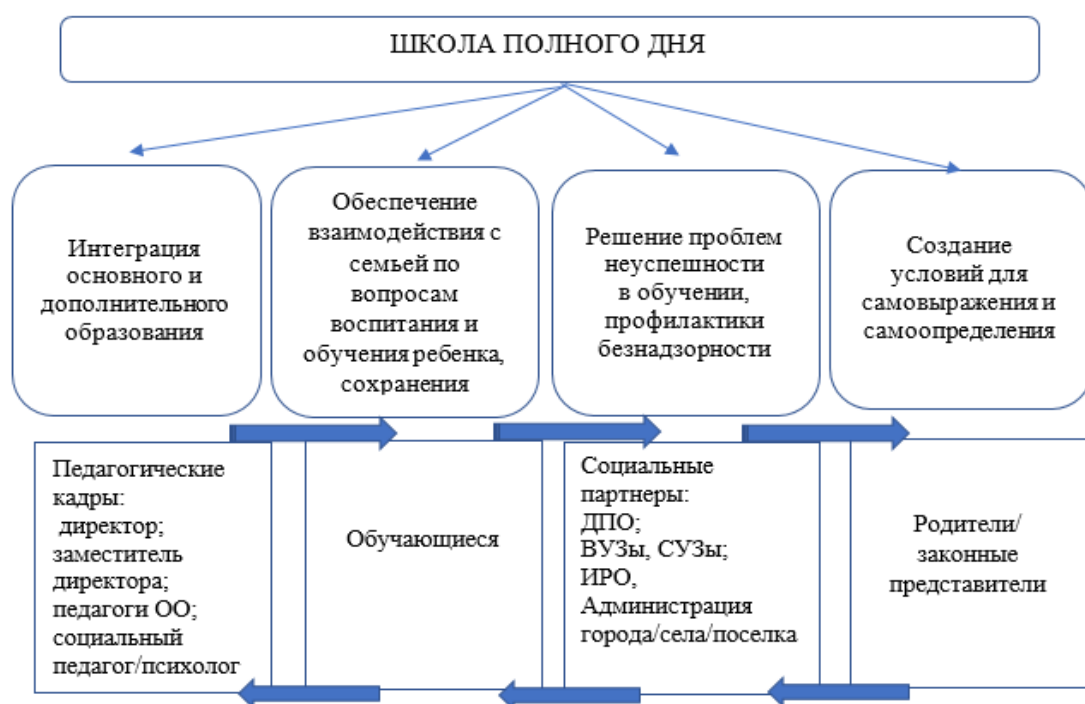 ШКОЛА ПОЛНОГО ДНЯ
Интеграция
основного и
дополнительного
образования
Обеспечение
взаимодействия с
семьей по
вопросам
воспитания и
обучения ребенка,
сохранения
Решение проблем
неуспешности
в обучении,
профилактики
безнадзорности
Создание
условий для
самовыражения и
самоопределения
Педагогические
кадры:
директор;
заместитель
директора;
педагоги ОО;
социальный
педагог/психолог
Обучающиеся
Социальные
партнеры:
ДПО;
ВУЗы, СУЗы;
ИРО,
Администрация
города/села/поселка
Родители/
законные
представители